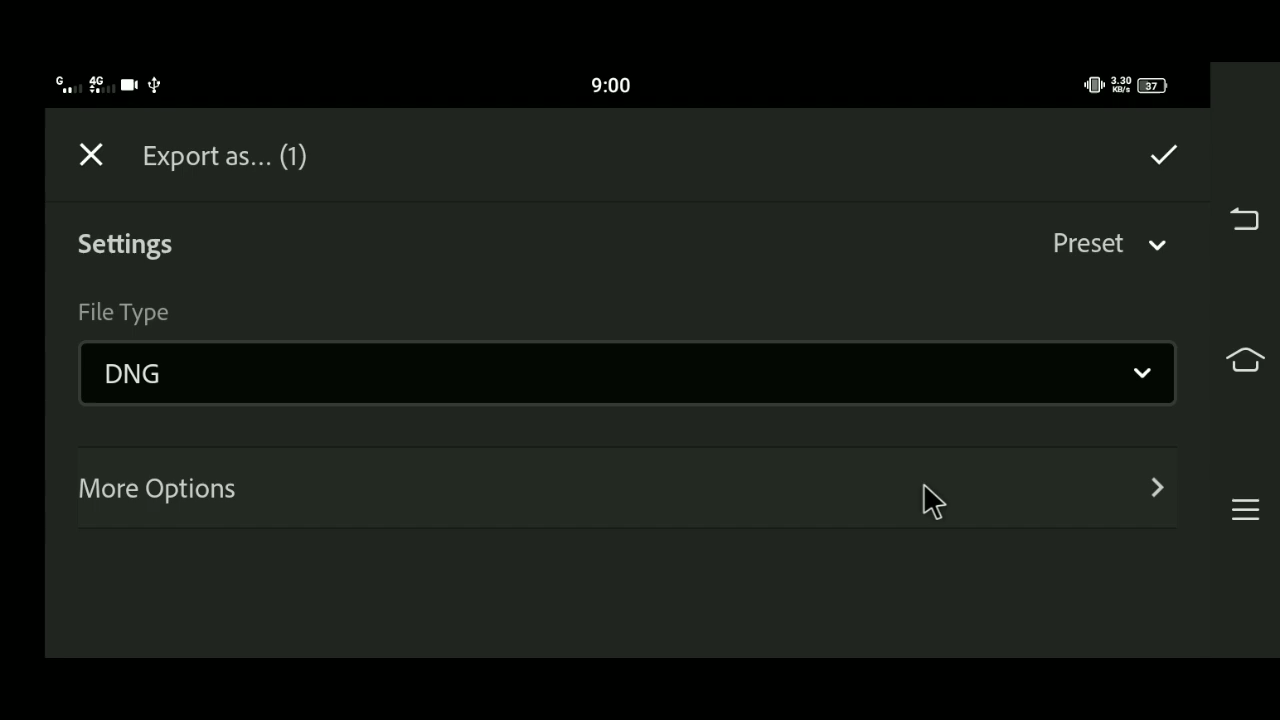 G 4G 9:00 3.30 KB/s 37
Export as... (1)
Settings Preset
File Type
DNG
More Options